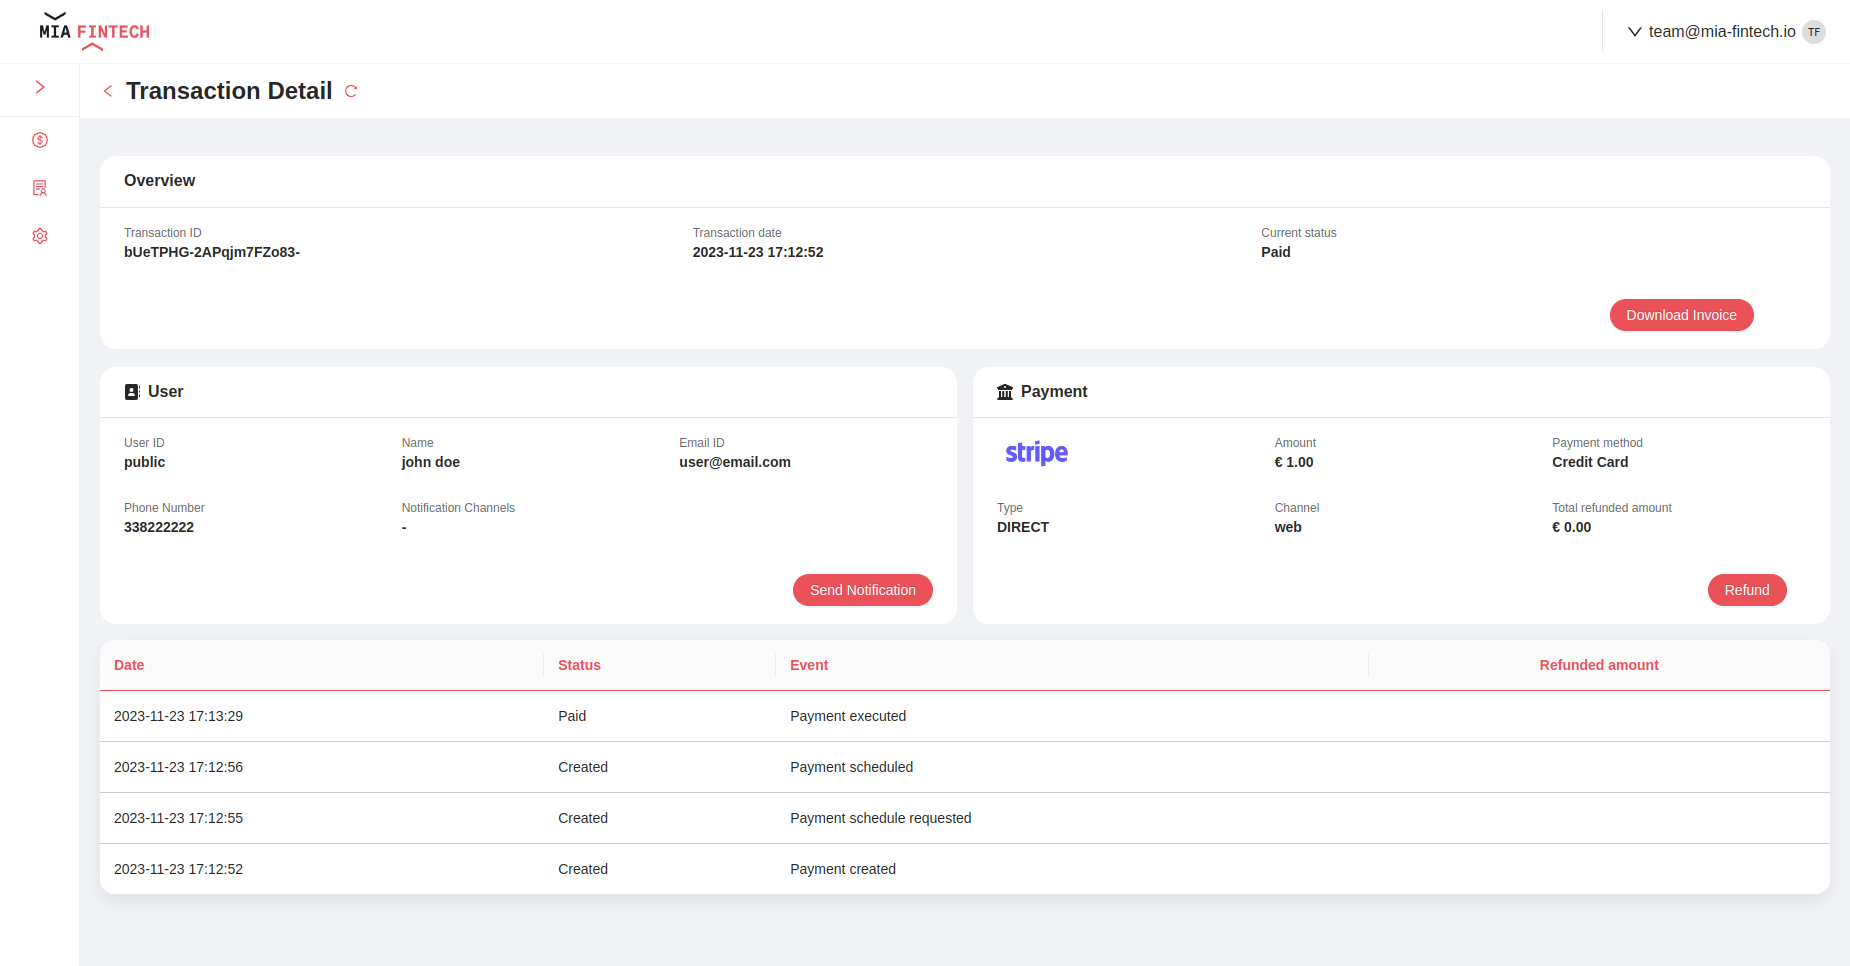 MIA FINTECH
team@mia-fintech.io TF
Transaction Detail
$
Overview
Transaction ID Transaction date Current status
bUeTPHG-2APqjm7FZo83- 2023-11-23 17:12:52 Paid
Download Invoice
User
User ID Name Email ID
public john doe user@email.com
Phone Number Notification Channels
338222222 -
Send Notification
Payment
stripe Amount Payment method
€ 1.00 Credit Card
Type Channel Total refunded amount
DIRECT web € 0.00
Refund
Date Status Event Refunded amount
2023-11-23 17:13:29 Paid Payment executed
2023-11-23 17:12:56 Created Payment scheduled
2023-11-23 17:12:55 Created Payment schedule requested
2023-11-23 17:12:52 Created Payment created